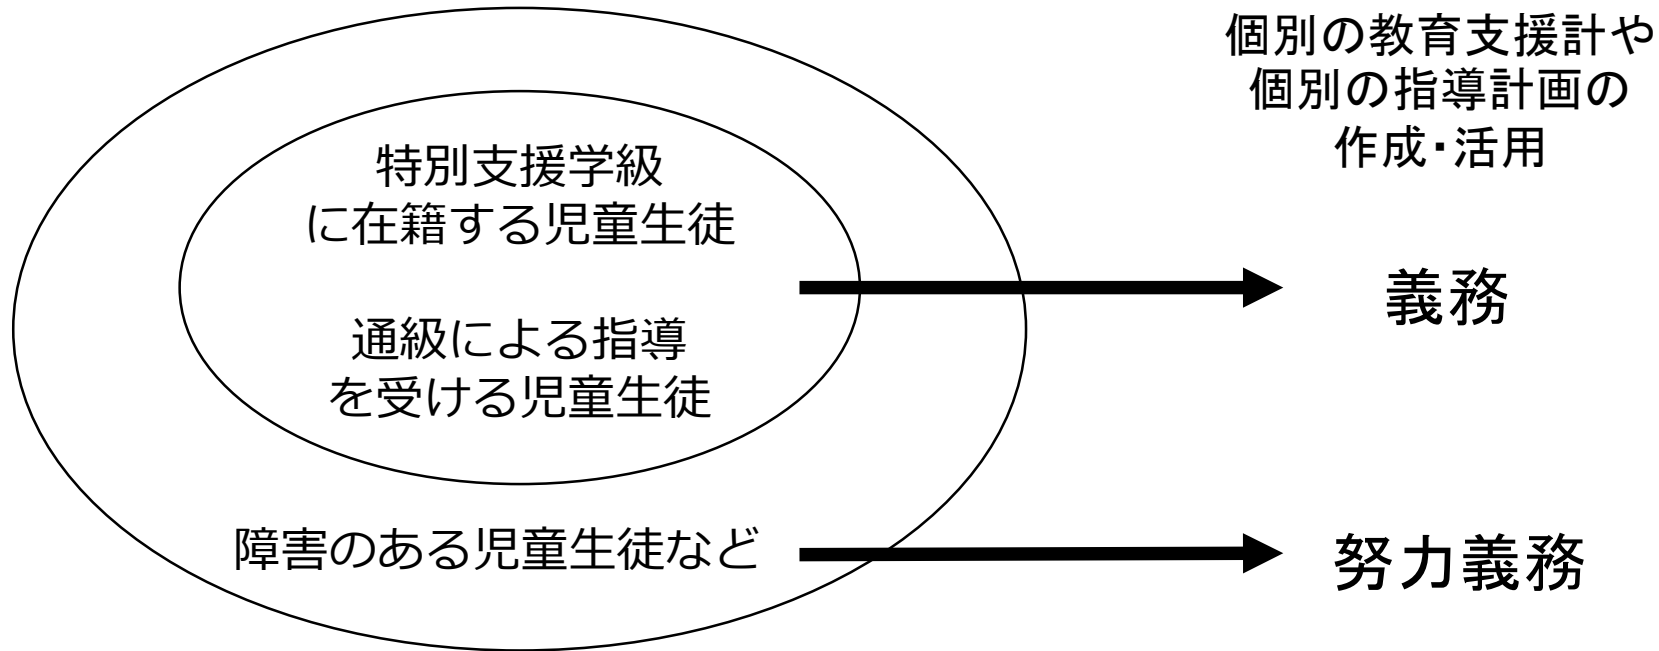 個別の教育支援計や
個別の指導計画の
作成・活用
特別支援学級
に在籍する児童生徒
通級による指導
を受ける児童生徒
義務
障害のある児童生徒など
努力義務